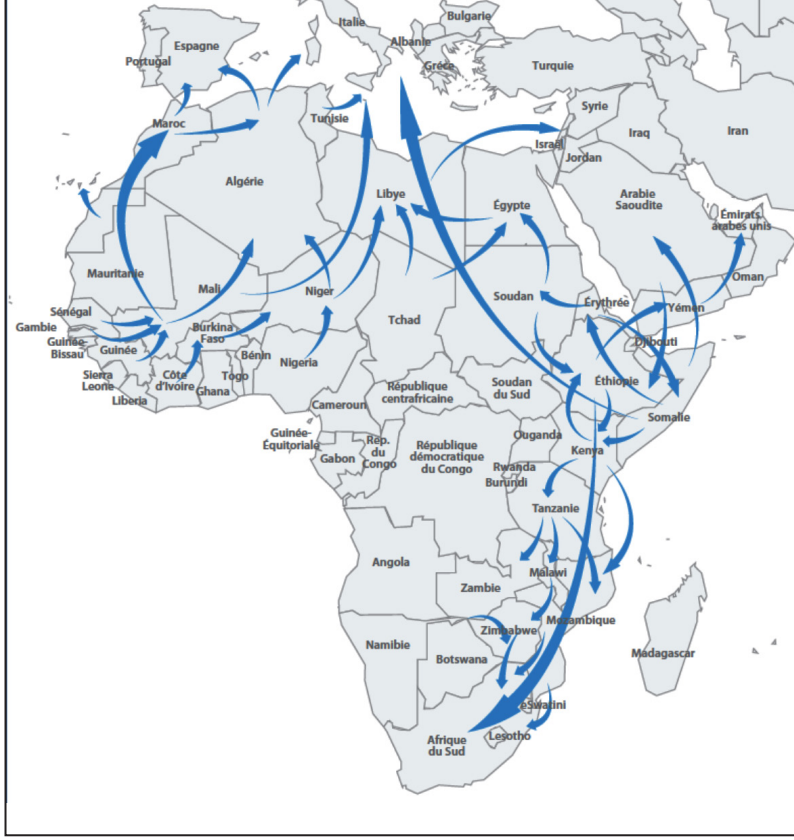 Italie
Bulgarie
Albanie
Espagne
Portugal
Grèce
Turquie
Syrie
Maroc
Tunisie
Iraq
Iran
Israël
Jordan
Algérie
Libye
Égypte
Arabie
Saoudite
Émirats
arabes unis
Mauritanie
Oman
Mali
Niger
Soudan
Érythrée
Yémen
Sénégal
Gambie
Burkina
Faso
Tchad
Guinée-
Bissau
Guinée
Djibouti
Bénin
Nigeria
Sierra
Leone
Côte
d'Ivoire
Togo
Ghana
Liberia
République
centrafricaine
Soudan
du Sud
Éthiopie
Cameroun
Somalie
Guinée-
Équitoriale
Rep.
du
Congo
Gabon
République
démocratique
du Congo
Ouganda
Kenya
Rwanda
Burundi
Tanzanie
Angola
Malawi
Zambie
Mozambique
Zimbabwe
Namibie
Botswana
Madagascar
eSwatini
Afrique
du Sud
Lesotho